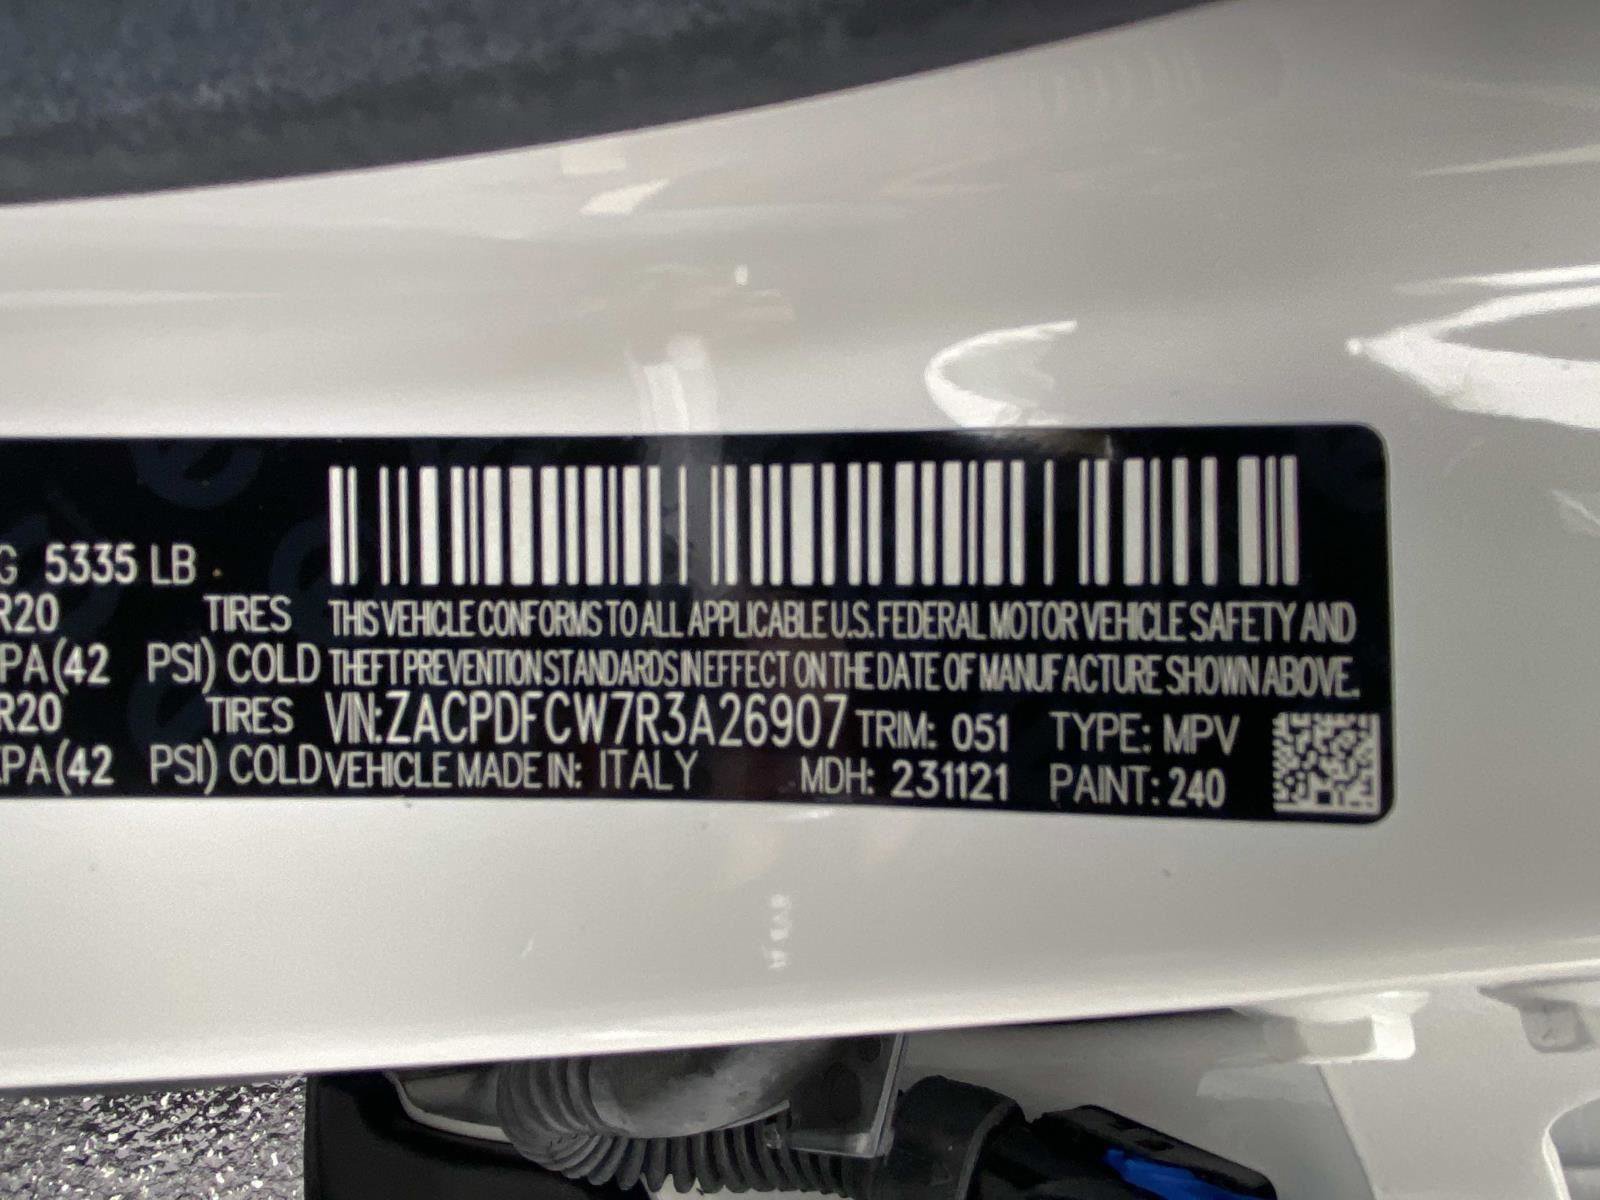 G 5335 LB
R20 TIRES
PA (42 PSI) COLD
R20 TIRES
PA (42 PSI) COLD
THIS VEHICLE CONFORMS TO ALL APPLICABLE U.S. FEDERAL MOTOR VEHICLE SAFETY AND
THEFT PREVENTION STANDARDS IN EFFECT ON THE DATE OF MANUFACTURE SHOWN ABOVE.
VIN: ZACPDFCW7R3A26907 TRIM: 051 TYPE: MPV
VEHICLE MADE IN: ITALY MDH: 231121 PAINT: 240